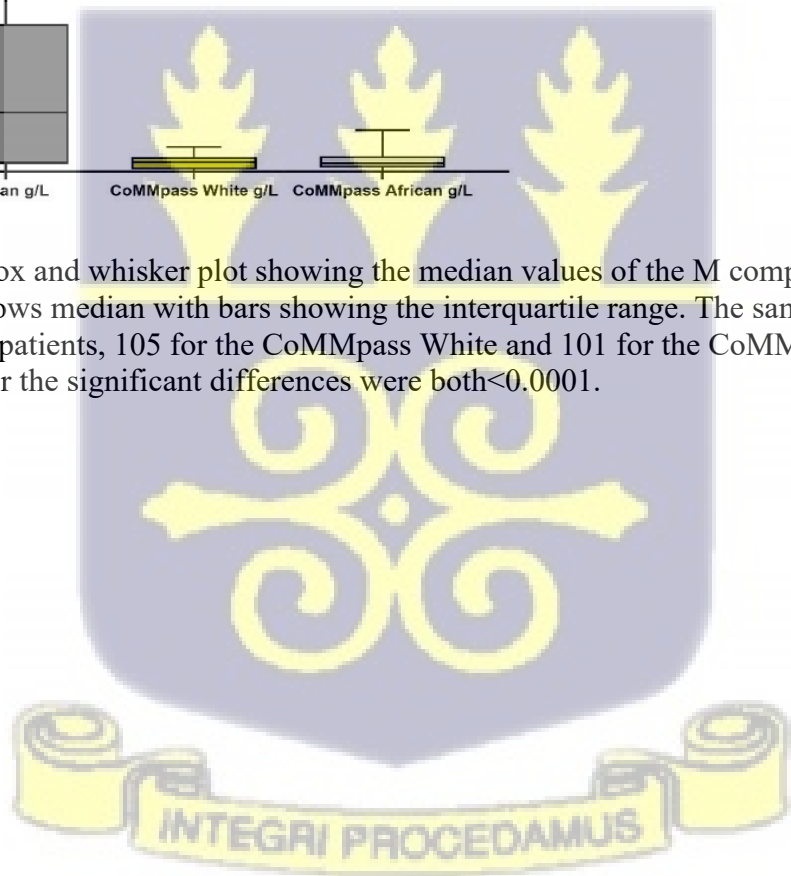 an g/L CoMMpass White g/L CoMMpass African g/L
ox and whisker plot showing the median values of the M comp
ows median with bars showing the interquartile range. The san
patients, 105 for the CoMMpass White and 101 for the CoMM
r the significant differences were both<0.0001.
INTEGRI PROCEDAMUS